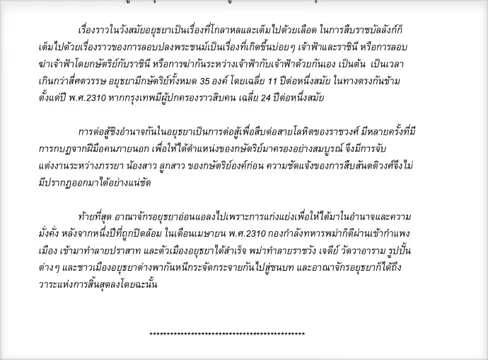 เรื่องราวในวังสมัยอยุธยาเป็นเรื่องที่โกลาหลและเต็มไปด้วยเลือด ในการสืบราชบัลลังก์ก็
เต็มไปด้วยเรื่องราวของการลอบปลงพระชนม์เป็นเรื่องที่เกิดขึ้นบ่อยๆ เจ้าฟ้าและราชินี หรือการลอบ
ฆ่าเจ้าฟ้าโดยกษัตริย์กับราชินี หรือการฆ่ากันระหว่างเจ้าฟ้ากับเจ้าฟ้าด้วยกันเอง เป็นต้น เป็นเวลา
เกินกว่าสี่ศตวรรษ อยุธยามีกษัตริย์ทั้งหมด 35 องค์ โดยเฉลี่ย 11 ปีต่อหนึ่งสมัย ในทางตรงกันข้าม
ตั้งแต่ปี พ.ศ.2310 หากกรุงเทพมีผู้ปกครองราวสิบคน เฉลี่ย 24 ปีต่อหนึ่งสมัย
การต่อสู้ชิงอำนาจกันในอยุธยาเป็นการต่อสู้เพื่อสืบต่อสายโลหิตของราชวงศ์ มีหลายครั้งที่มี
การกบฏจากฝีมือคนภายนอก เพื่อให้ได้ตำแหน่งของกษัตริย์มาครองอย่างสมบูรณ์ จึงมีการจับ
แต่งงานระหว่างภรรยา น้องสาว ลูกสาว ของกษัตริย์องค์ก่อน ความชัดแจ้งของการสืบสันตติวงศ์จึงไม่
มีปรากฏออกมาได้อย่างแน่ชัด
ท้ายที่สุด อาณาจักรอยุธยาอ่อนแอลงไปเพราะการแก่งแย่งเพื่อให้ได้มาในอำนาจและความ
มั่งคั่ง หลังจากหนึ่งปีที่ถูกปิดล้อม ในเดือนเมษายน พ.ศ.2310 กองกำลังทหารพม่าก็ตีผ่านเข้ากำแพง
เมือง เข้ามาทำลายปราสาท และตัวเมืองอยุธยาได้สำเร็จ พม่าทำลายราชวัง เจดีย์ วัดวาอาราม รูปปั้น
ต่างๆ และชาวเมืองอยุธยาต่างพากันหนีกระจัดกระจายกันไปสู่ชนบท และอาณาจักรอยุธยาก็ได้ถึง
วาระแห่งการสิ้นสุดลงโดยฉะนั้น
*********************************************